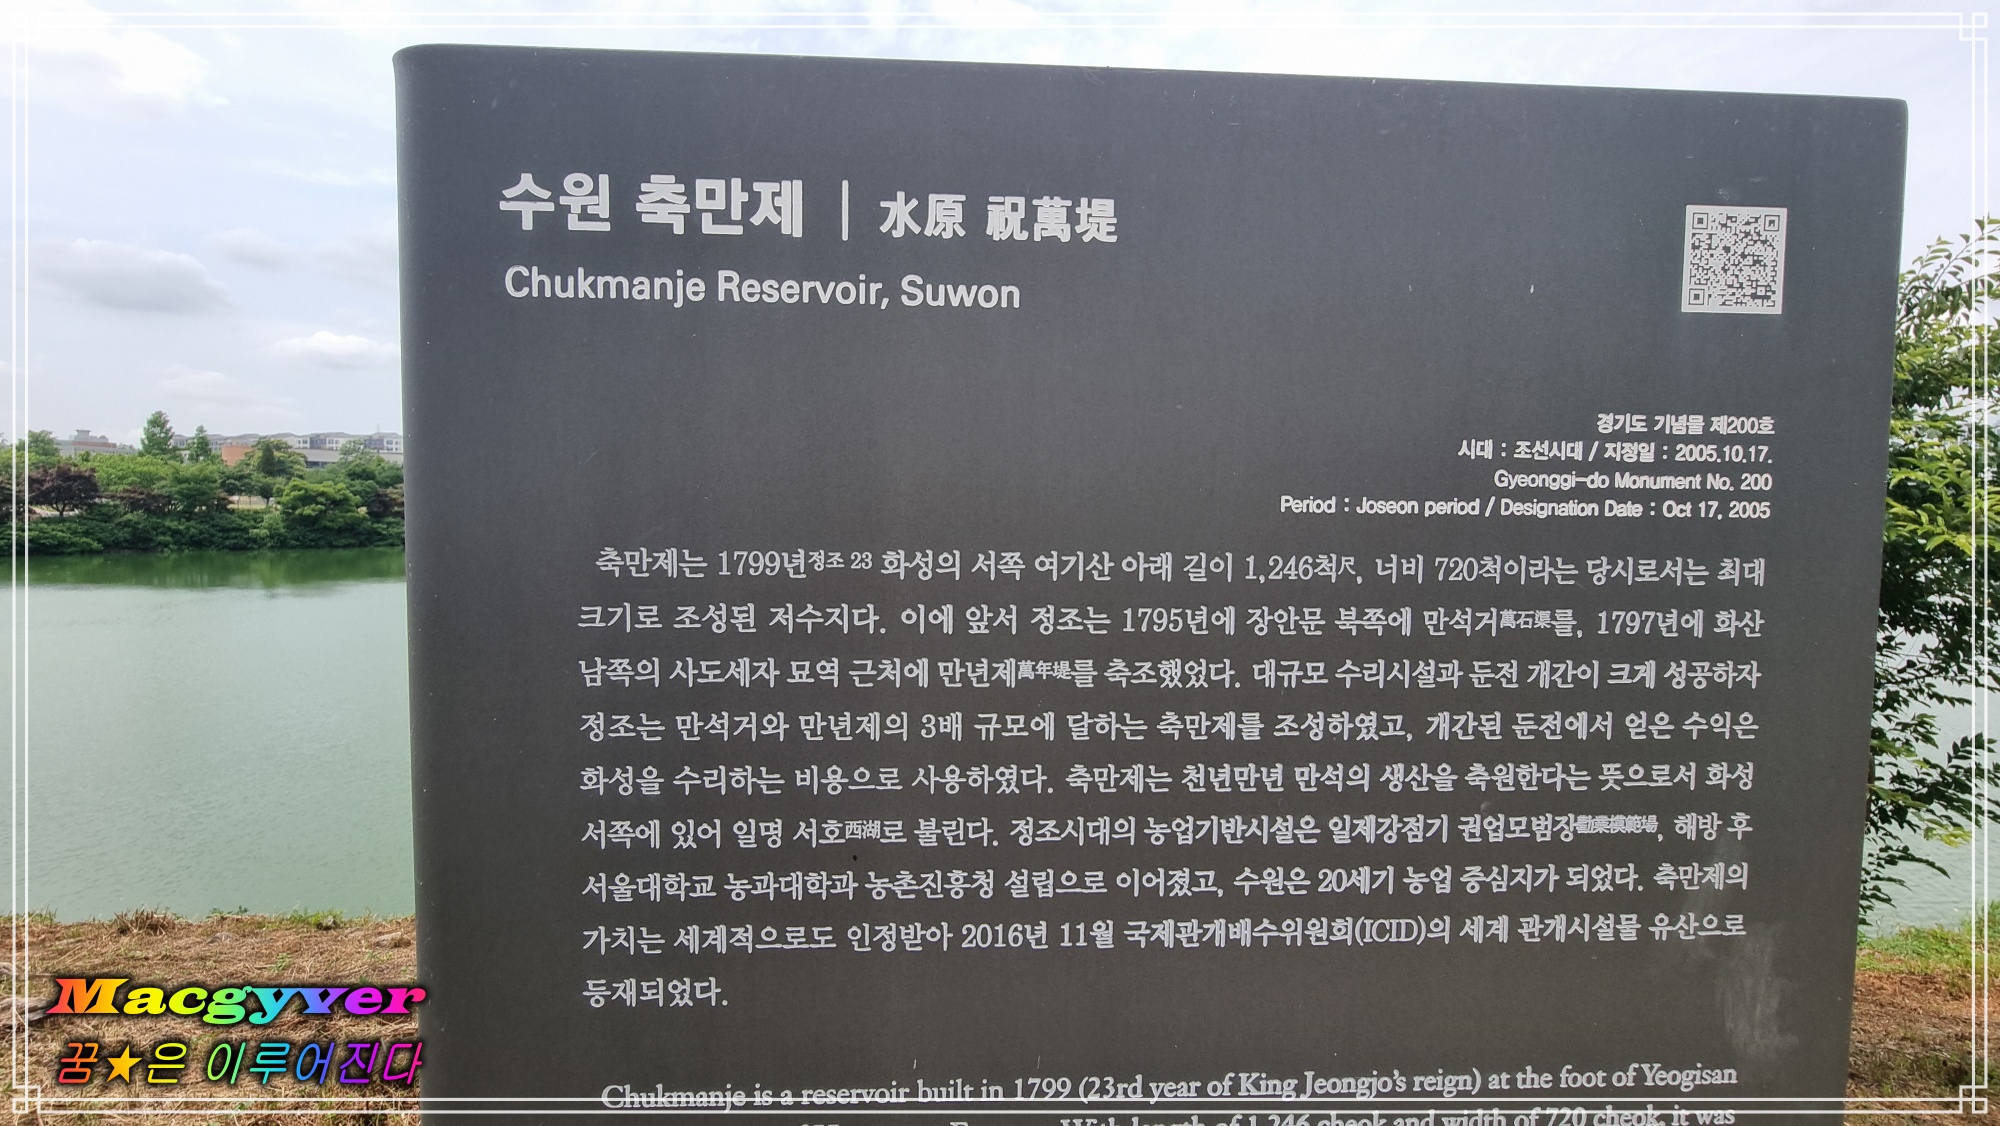 수원 축만제 | 水原 祝萬堤
Chukmanje Reservoir, Suwon
경기도 기념물 제200호
시대 : 조선시대 / 지정일 : 2005.10.17.
Gyeonggi-do Monument No. 200
Period : Joseon period / Designation Date : Oct 17, 2005
축만제는 1799년정조 23 화성의 서쪽 여기산 아래 길이 1,246척尺, 너비 720척이라는 당시로서는 최대
크기로 조성된 저수지다. 이에 앞서 정조는 1795년에 장안문 북쪽에 만석거萬石渠를, 1797년에 화산
남쪽의 사도세자 묘역 근처에 만년제萬年堤를 축조했었다. 대규모 수리시설과 둔전 개간이 크게 성공하자
정조는 만석거와 만년제의 3배 규모에 달하는 축만제를 조성하였고, 개간된 둔전에서 얻은 수익은
화성을 수리하는 비용으로 사용하였다. 축만제는 천년만년 만석의 생산을 축원한다는 뜻으로서 화성
서쪽에 있어 일명 서호西湖로 불린다. 정조시대의 농업기반시설은 일제강점기 권업모범장勸業模範場, 해방 후
서울대학교 농과대학과 농촌진흥청 설립으로 이어졌고, 수원은 20세기 농업 중심지가 되었다. 축만제의
가치는 세계적으로도 인정받아 2016년 11월 국제관개배수위원회(ICID)의 세계 관개시설물 유산으로
등재되었다.
Chukmanje is a reservoir built in 1799 (23rd year of King Jeongjo's reign) at the foot of Yeogisan
With length of 1,246 cheok and width of 720 cheok, it was
Macgyver
꿈★은 이루어진다